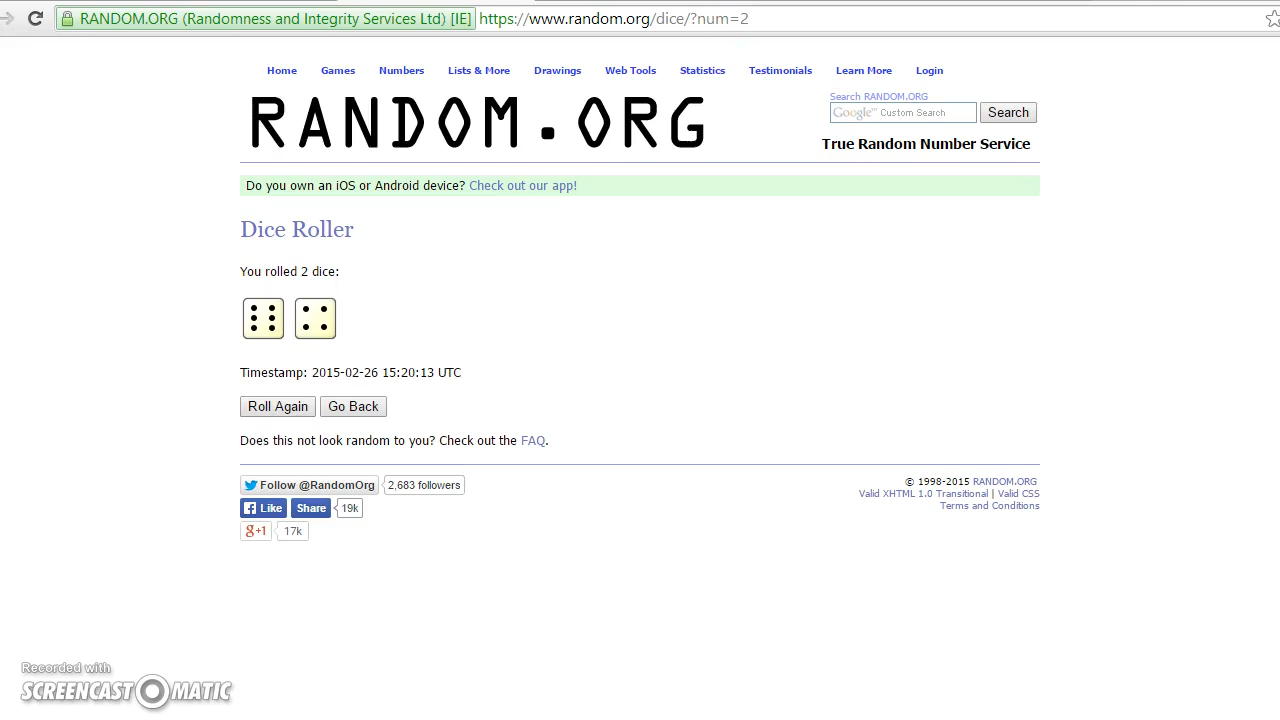 RANDOM.ORG (Randomness and Integrity Services Ltd) [IE] https://www.random.org/dice/?num=2
Home Games Numbers Lists & More Drawings Web Tools Statistics Testimonials Learn More Login
RANDOM.ORG
Search RANDOM.ORG
Google™ Custom Search Search
True Random Number Service
Do you own an iOS or Android device? Check out our app!
Dice Roller
You rolled 2 dice:
Timestamp: 2015-02-26 15:20:13 UTC
Roll Again Go Back
Does this not look random to you? Check out the FAQ.
Follow @RandomOrg 2,683 followers
Like Share 19k
g+1 17k
© 1998-2015 RANDOM.ORG
Valid XHTML 1.0 Transitional | Valid CSS
Terms and Conditions
Recorded with
SCREENCAST-O-MATIC